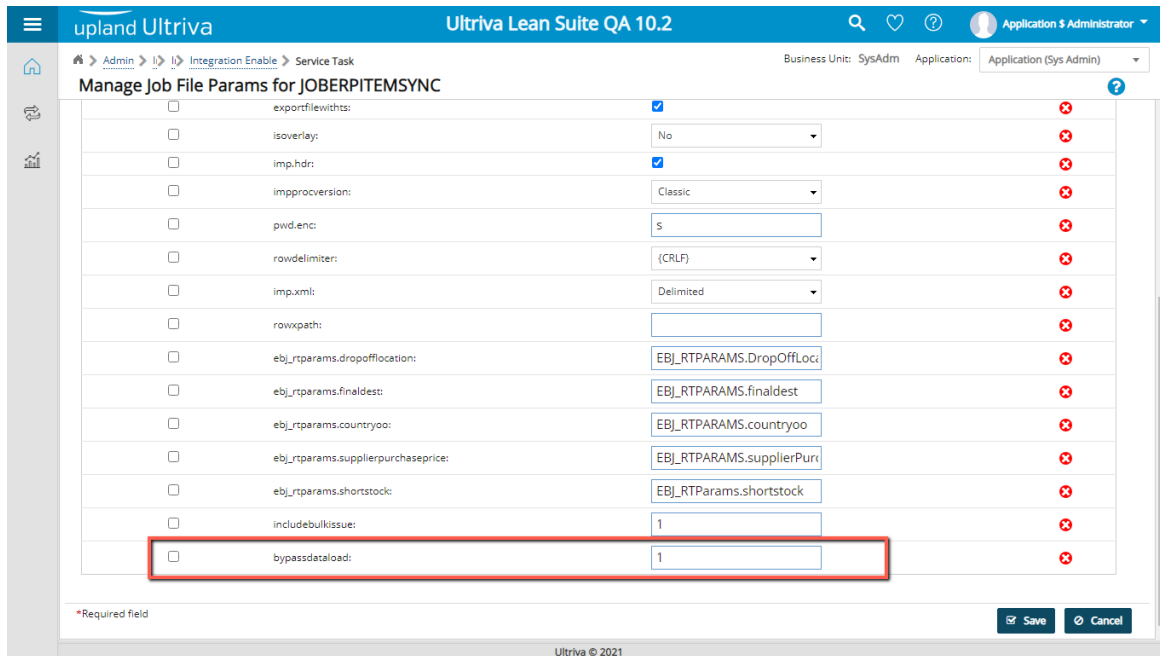 upland Ultriva
Ultriva Lean Suite QA 10.2
Application $ Administrator
Admin > I > I > Integration Enable > Service Task
Business Unit: SysAdm Application: Application (Sys Admin)
Manage Job File Params for JOBERPITEMSYNC
exportfilewithts:
isoverlay: No
imp.hdr:
impprocversion: Classic
pwd.enc: s
rowdelimiter: {CRLF}
imp.xml: Delimited
rowxpath:
ebj_rtparams.dropofflocation: EBJ_RTPARAMS.DropOffLoca
ebj_rtparams.finaldest: EBJ_RTPARAMS.finaldest
ebj_rtparams.countryoo: EBJ_RTPARAMS.countryoo
ebj_rtparams.supplierpurchaseprice: EBJ_RTPARAMS.supplierPurc
ebj_rtparams.shortstock: EBJ_RTParams.shortstock
includebulkissue: 1
bypassdataload: 1
*Required field
Save Cancel
Ultriva © 2021